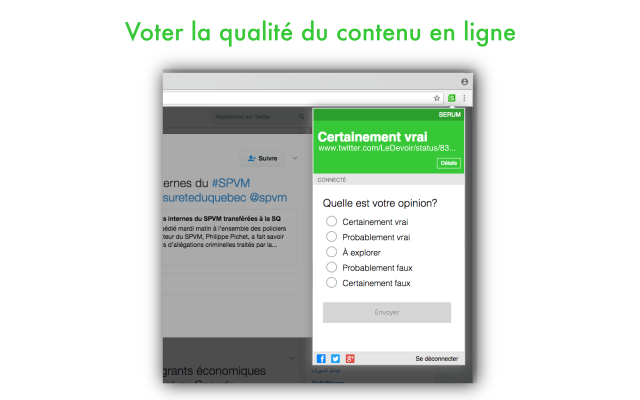 Voter la qualité du contenu en ligne
Recherchez sur Twitter
SERUM
Certainement vrai
www.twitter.com/LeDevoir/status/83...
Détails
CONNECTÉ
Suivre
ternes du #SPVM
sureteduquebec @spvm
s internes du SPVM transférées à la SQ
édié mardi matin à l'ensemble des policiers
teur du SPVM, Philippe Pichet, a fait savoir
s d'allégations criminelles traités par la...
Quelle est votre opinion?
Certainement vrai
Probablement vrai
À explorer
Probablement faux
Certainement faux
Envoyer
Se déconnecter
grants économiques